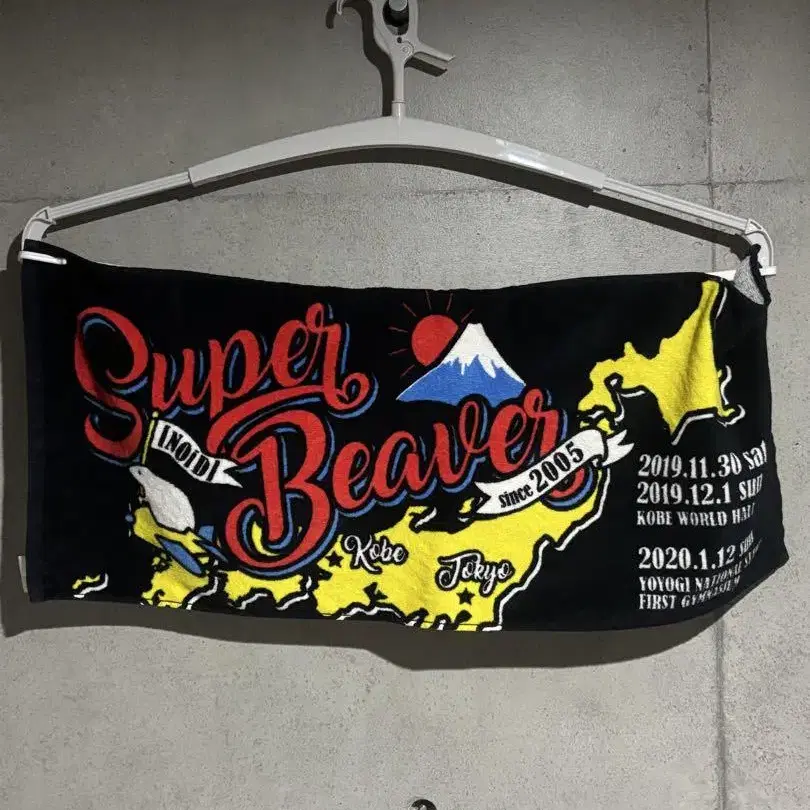 Super
Beaver
since 2005
Kobe
Tokyo
2019.11.30 sat
2019.12.1 sun
KOBE WORLD HALL
2020.1.12
YOYOGI NATIONAL
FIRST GYMNASIUM